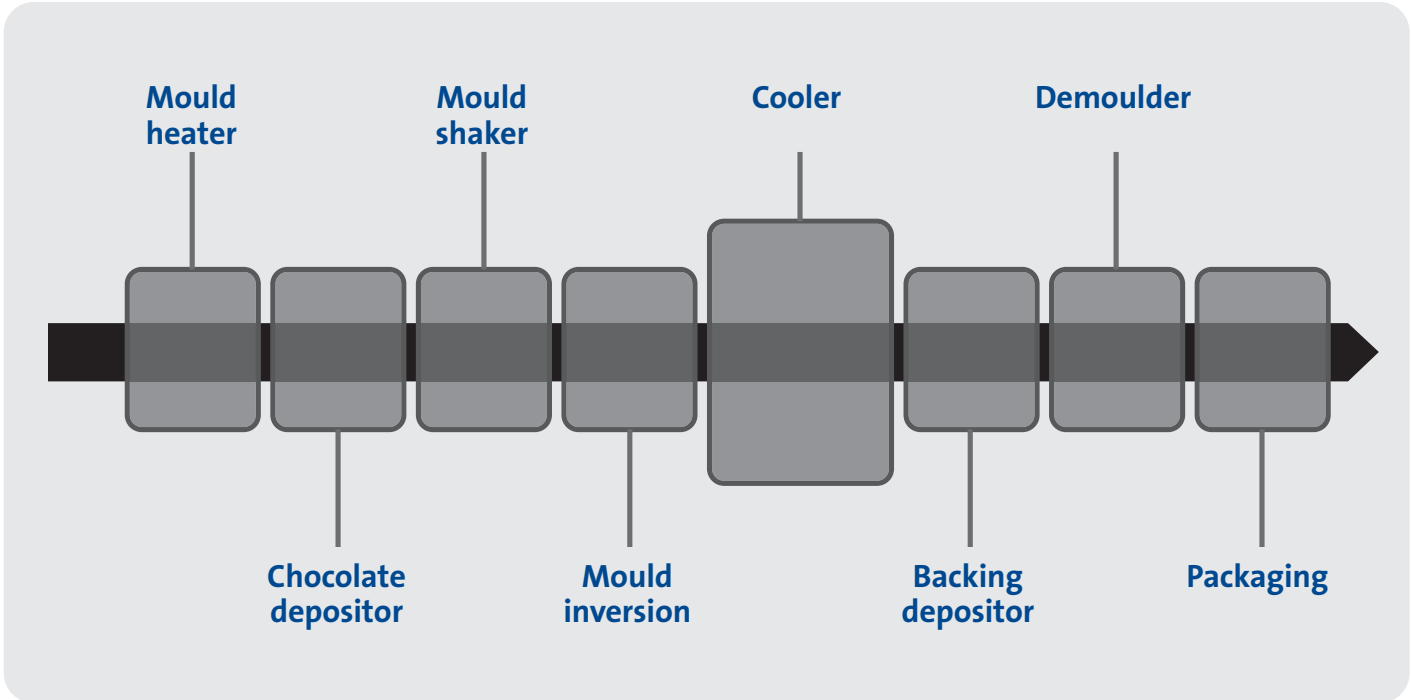 Mould
heater
Mould
shaker
Cooler
Demoulder
Chocolate
depositor
Mould
inversion
Backing
depositor
Packaging